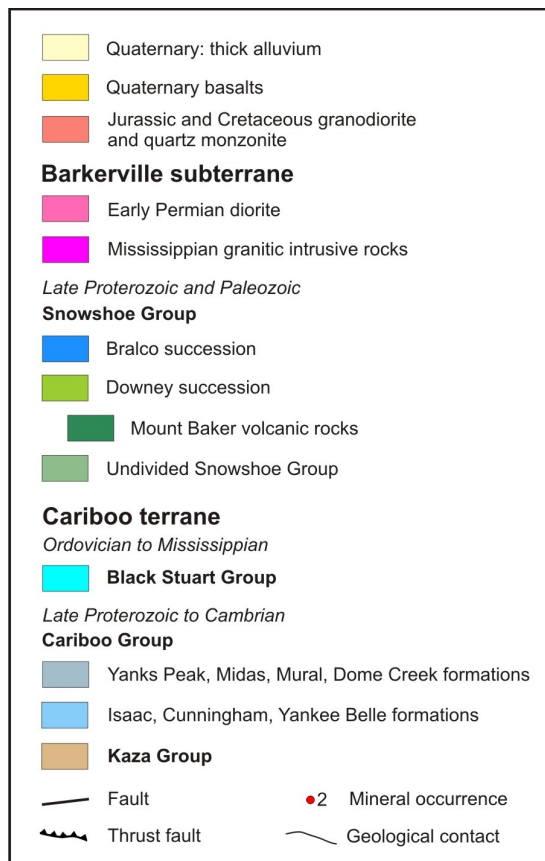 Quaternary: thick alluvium
Quaternary basalts
Jurassic and Cretaceous granodiorite
and quartz monzonite
Barkerville subterrane
Early Permian diorite
Mississippian granitic intrusive rocks
Late Proterozoic and Paleozoic
Snowshoe Group
Bralco succession
Downey succession
Mount Baker volcanic rocks
Undivided Snowshoe Group
Cariboo terrane
Ordovician to Mississippian
Black Stuart Group
Late Proterozoic to Cambrian
Cariboo Group
Yanks Peak, Midas, Mural, Dome Creek formations
Isaac, Cunningham, Yankee Belle formations
Kaza Group
Fault
2 Mineral occurrence
Thrust fault
Geological contact